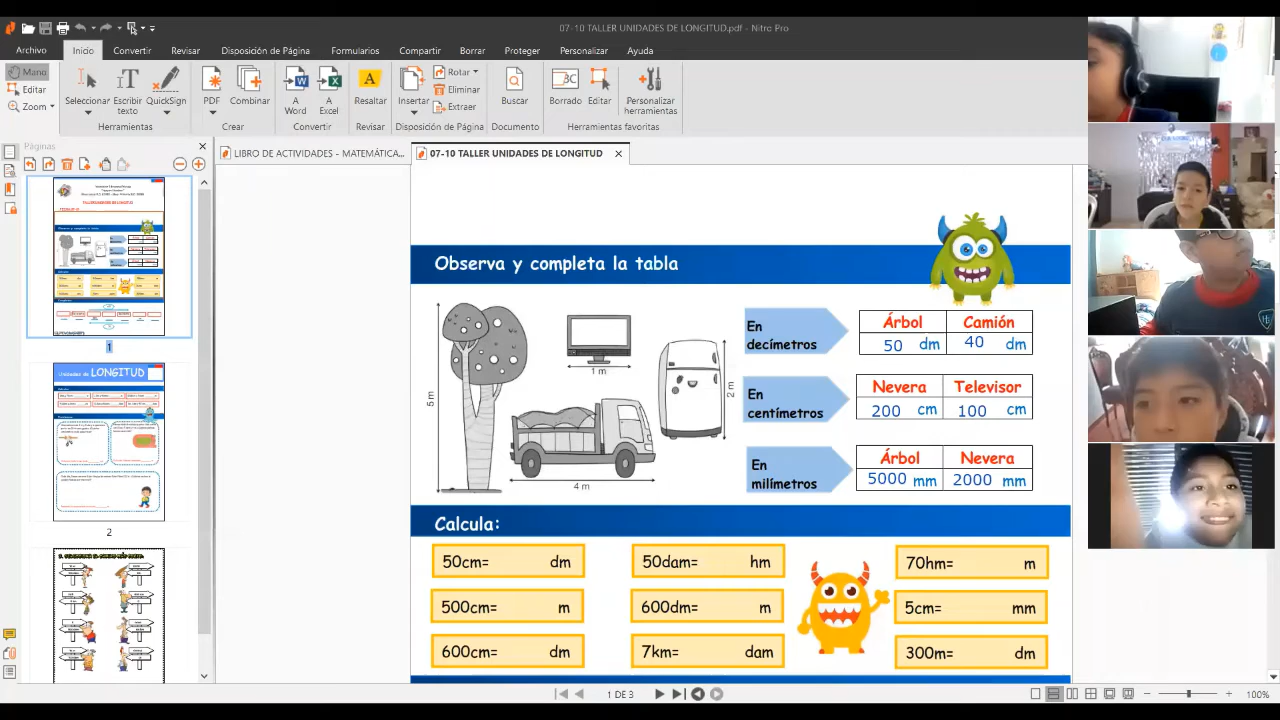 07-10 TALLER UNIDADES DE LONGITUD.pdf - Nitro Pro
Archivo Inicio Convertir Revisar Disposición de Página Formularios Compartir Borrar Proteger Personalizar Ayuda
Mano
Editar
Zoom
Seleccionar
Escribir texto
QuickSign
PDF
Combinar
A Word
A Excel
Resaltar
Insertar
Rotar
Eliminar
Extraer
Buscar
Borrado
Editar
Personalizar herramientas
Herramientas Crear Convertir Revisar Disposición de Página Documento Herramientas favoritas
Páginas
LIBRO DE ACTIVIDADES - MATEMÁTICA...
07-10 TALLER UNIDADES DE LONGITUD
1
Unidades de LONGITUD
2
Observa y completa la tabla
5 m
1 m
2 m
4 m
En decímetros
Árbol Camión
50 dm 40 dm
En centímetros
Nevera Televisor
200 cm 100 cm
En milímetros
Árbol Nevera
5000 mm 2000 mm
Calcula:
50cm= dm 50dam= hm 70hm= m
500cm= m 600dm= m 5cm= mm
600cm= dm 7km= dam 300m= dm
1 DE 3
100%